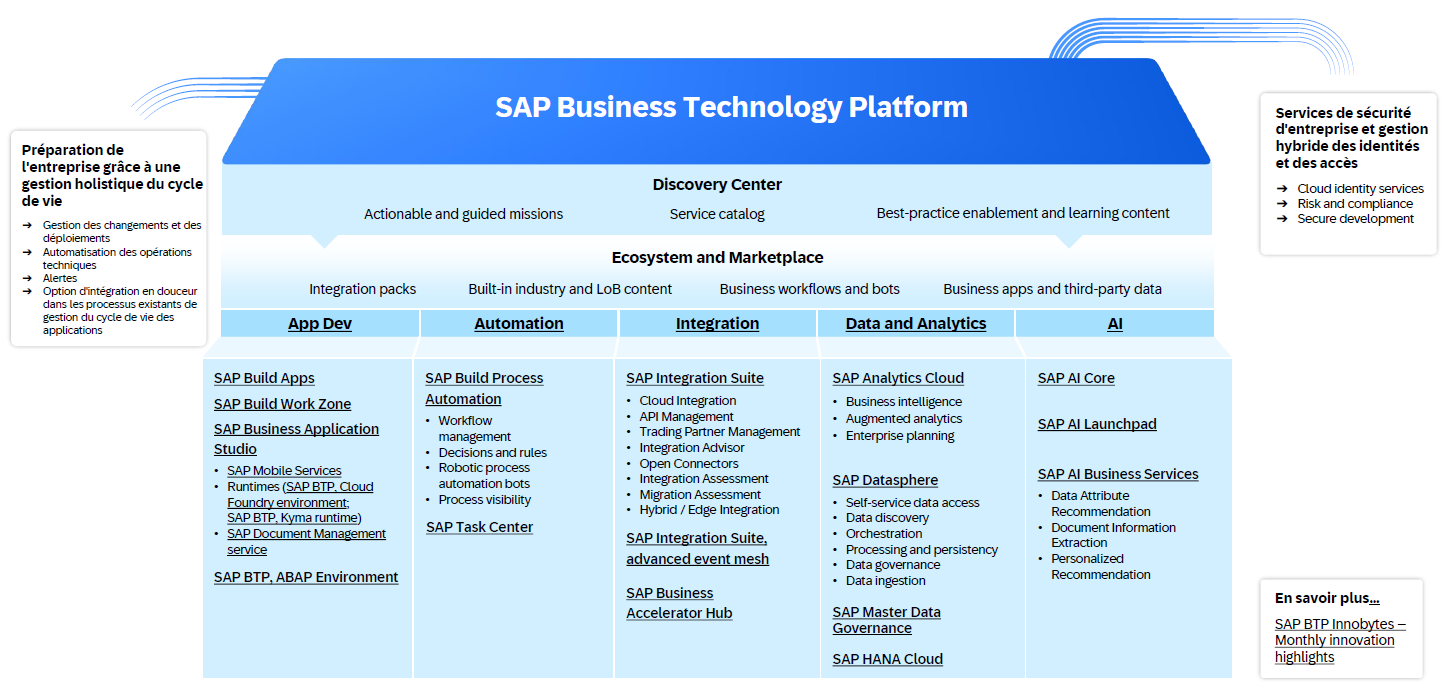 SAP Business Technology Platform
Préparation de
l'entreprise grâce à une
gestion holistique du cycle
de vie
➔ Gestion des changements et des
déploiements
➔ Automatisation des opérations
techniques
➔ Alertes
➔ Option d'intégration en douceur
dans les processus existants de
gestion du cycle de vie des
applications
Services de sécurité
d'entreprise et gestion
hybride des identités
et des accès
➔ Cloud identity services
➔ Risk and compliance
➔ Secure development
Discovery Center
Actionable and guided missions
Service catalog
Best-practice enablement and learning content
Ecosystem and Marketplace
Integration packs
Built-in industry and LoB content
Business workflows and bots
Business apps and third-party data
App Dev
Automation
Integration
Data and Analytics
AI
SAP Build Apps
SAP Build Work Zone
SAP Business Application
Studio
• SAP Mobile Services
• Runtimes (SAP BTP, Cloud
Foundry environment;
SAP BTP, Kyma runtime)
• SAP Document Management
service
SAP BTP, ABAP Environment
SAP Build Process
Automation
• Workflow
management
• Decisions and rules
• Robotic process
automation bots
• Process visibility
SAP Task Center
SAP Integration Suite
• Cloud Integration
• API Management
• Trading Partner Management
• Integration Advisor
• Open Connectors
• Integration Assessment
• Migration Assessment
• Hybrid / Edge Integration
SAP Integration Suite,
advanced event mesh
SAP Business
Accelerator Hub
SAP Analytics Cloud
• Business intelligence
• Augmented analytics
• Enterprise planning
SAP Datasphere
• Self-service data access
• Data discovery
• Orchestration
• Processing and persistency
• Data governance
• Data ingestion
SAP Master Data
Governance
SAP HANA Cloud
SAP AI Core
SAP AI Launchpad
SAP AI Business Services
• Data Attribute
Recommendation
• Document Information
Extraction
• Personalized
Recommendation
En savoir plus...
SAP BTP Innobytes –
Monthly innovation
highlights